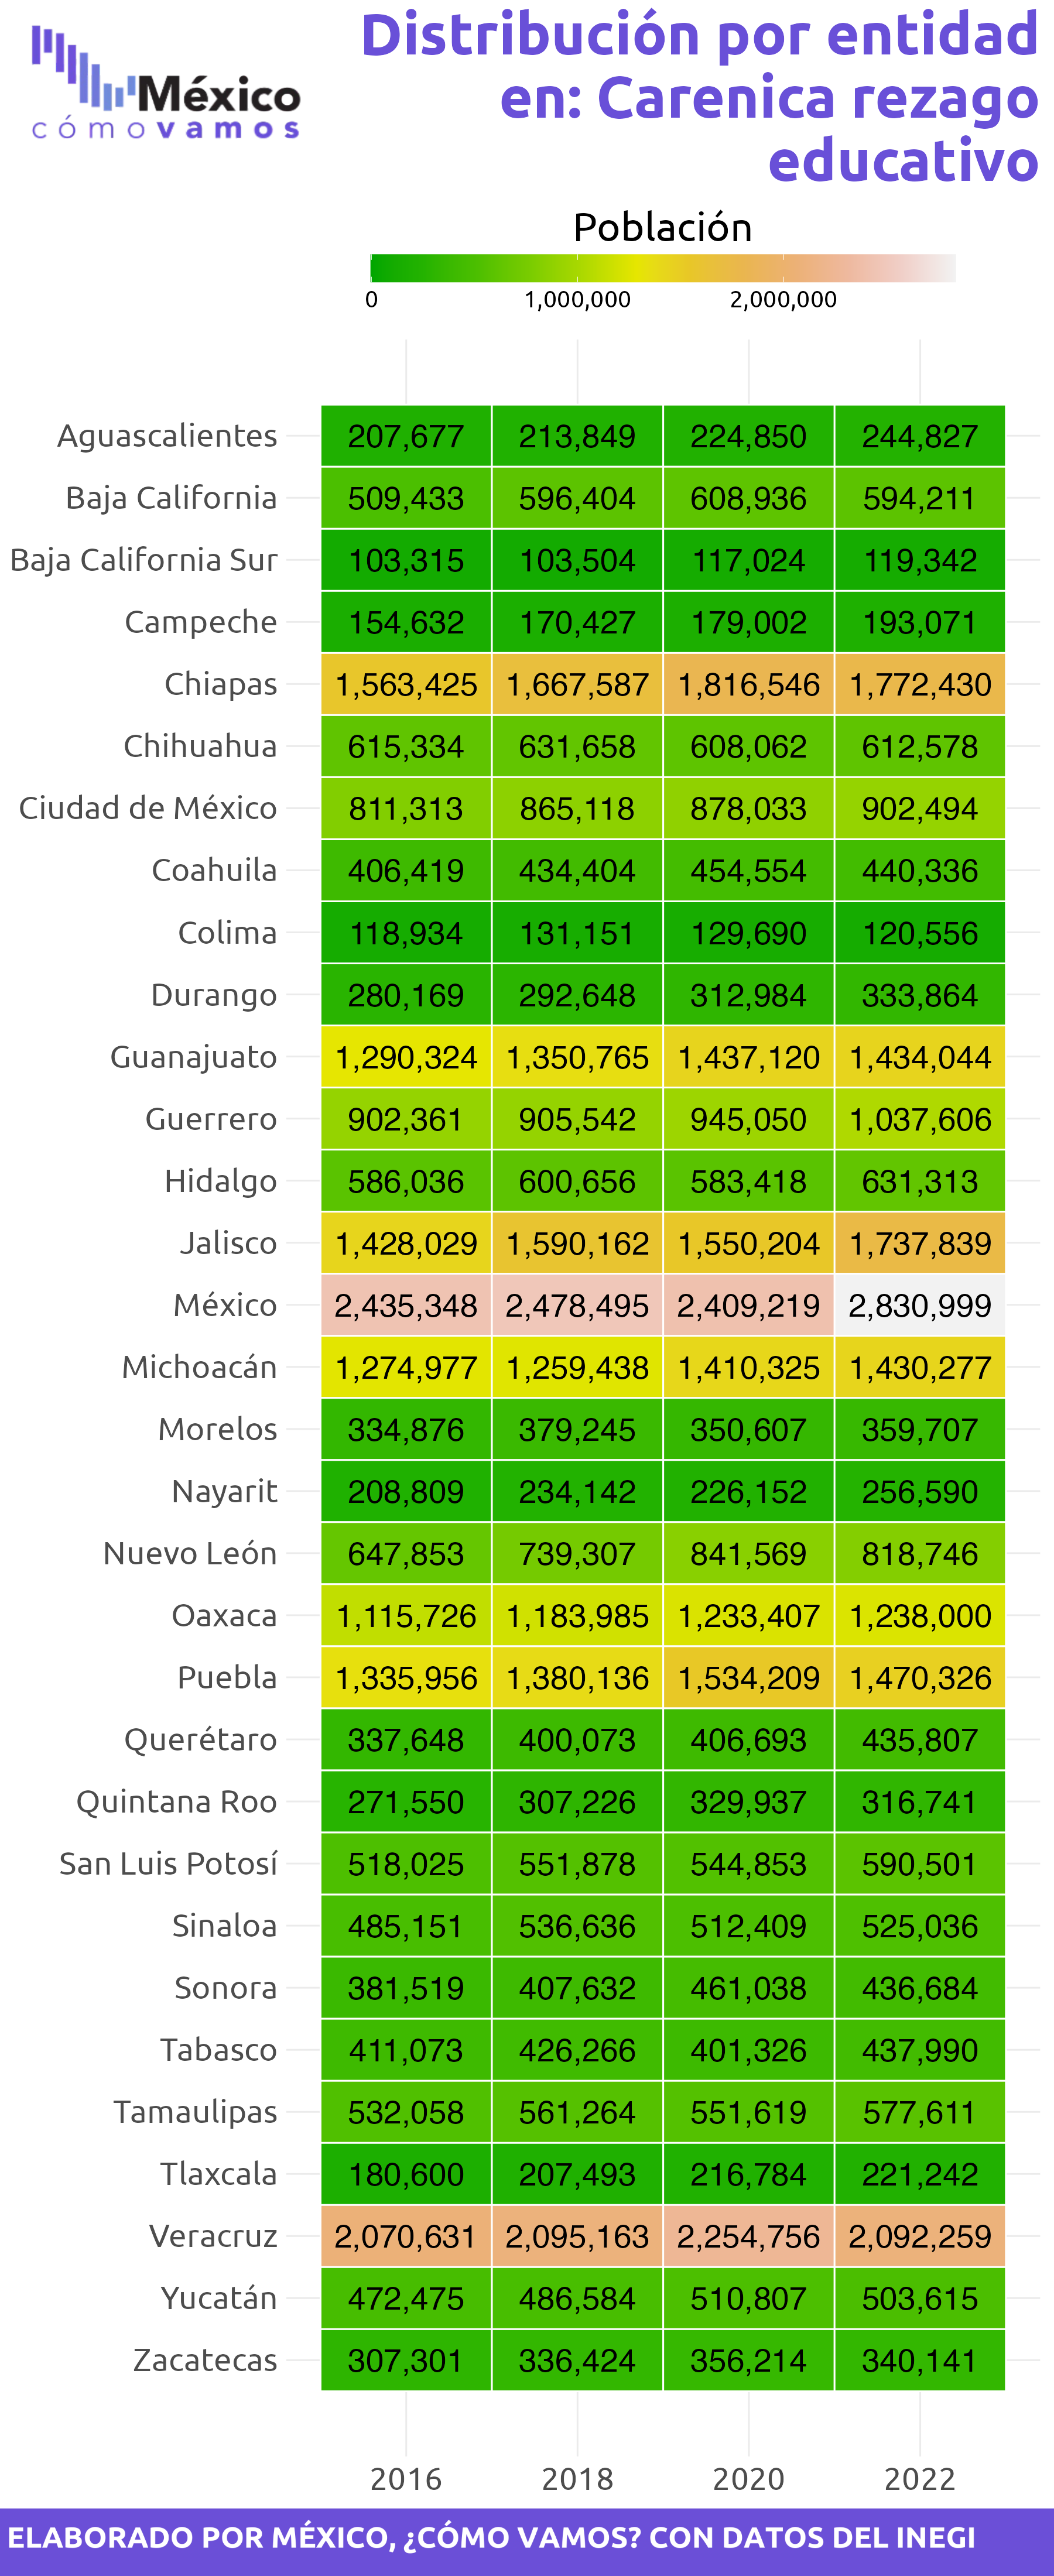 México
cómovamos
Distribución por entidad
en: Carenica rezago
educativo
Población
0 1,000,000 2,000,000
Aguascalientes 207,677 213,849 224,850 244,827
Baja California 509,433 596,404 608,936 594,211
Baja California Sur 103,315 103,504 117,024 119,342
Campeche 154,632 170,427 179,002 193,071
Chiapas 1,563,425 1,667,587 1,816,546 1,772,430
Chihuahua 615,334 631,658 608,062 612,578
Ciudad de México 811,313 865,118 878,033 902,494
Coahuila 406,419 434,404 454,554 440,336
Colima 118,934 131,151 129,690 120,556
Durango 280,169 292,648 312,984 333,864
Guanajuato 1,290,324 1,350,765 1,437,120 1,434,044
Guerrero 902,361 905,542 945,050 1,037,606
Hidalgo 586,036 600,656 583,418 631,313
Jalisco 1,428,029 1,590,162 1,550,204 1,737,839
México 2,435,348 2,478,495 2,409,219 2,830,999
Michoacán 1,274,977 1,259,438 1,410,325 1,430,277
Morelos 334,876 379,245 350,607 359,707
Nayarit 208,809 234,142 226,152 256,590
Nuevo León 647,853 739,307 841,569 818,746
Oaxaca 1,115,726 1,183,985 1,233,407 1,238,000
Puebla 1,335,956 1,380,136 1,534,209 1,470,326
Querétaro 337,648 400,073 406,693 435,807
Quintana Roo 271,550 307,226 329,937 316,741
San Luis Potosí 518,025 551,878 544,853 590,501
Sinaloa 485,151 536,636 512,409 525,036
Sonora 381,519 407,632 461,038 436,684
Tabasco 411,073 426,266 401,326 437,990
Tamaulipas 532,058 561,264 551,619 577,611
Tlaxcala 180,600 207,493 216,784 221,242
Veracruz 2,070,631 2,095,163 2,254,756 2,092,259
Yucatán 472,475 486,584 510,807 503,615
Zacatecas 307,301 336,424 356,214 340,141
2016 2018 2020 2022
ELABORADO POR MÉXICO, ¿CÓMO VAMOS? CON DATOS DEL INEGI